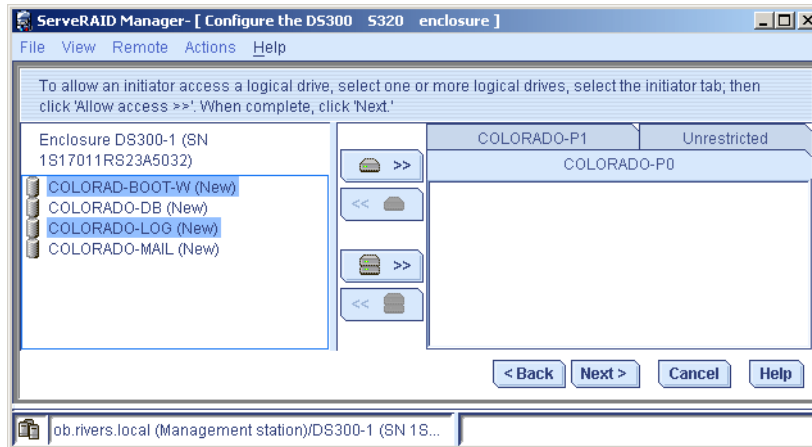 ServeRAID Manager- [ Configure the DS300 S320 enclosure ]
File View Remote Actions Help
To allow an initiator access a logical drive, select one or more logical drives, select the initiator tab; then
click 'Allow access >>'. When complete, click 'Next.'
Enclosure DS300-1 (SN
1S17011RS23A5032)
COLORAD-BOOT-W (New)
COLORADO-DB (New)
COLORADO-LOG (New)
COLORADO-MAIL (New)
>>
<<
>>
<<
COLORADO-P1 Unrestricted
COLORADO-P0
< Back Next > Cancel Help
ob.rivers.local (Management station)/DS300-1 (SN 1S...